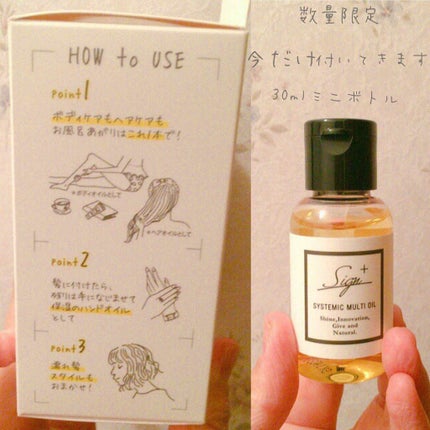 HOW to USE
Point1
ボディケアもヘアケアも
お風呂あがりはこれ1本で!
*ボディオイルとして
*ヘアオイルとして
Point2
髪に付けたら、
残りは手になじませて
保湿のハンドオイル
として
Point3
濡れ髪
スタイルも
おまかせ!
数量限定
今だけ付いてきます
30mlミニボトル
Sign+
SYSTEMIC MULTI OIL
Shine, Innovation,
Give and
Natural.